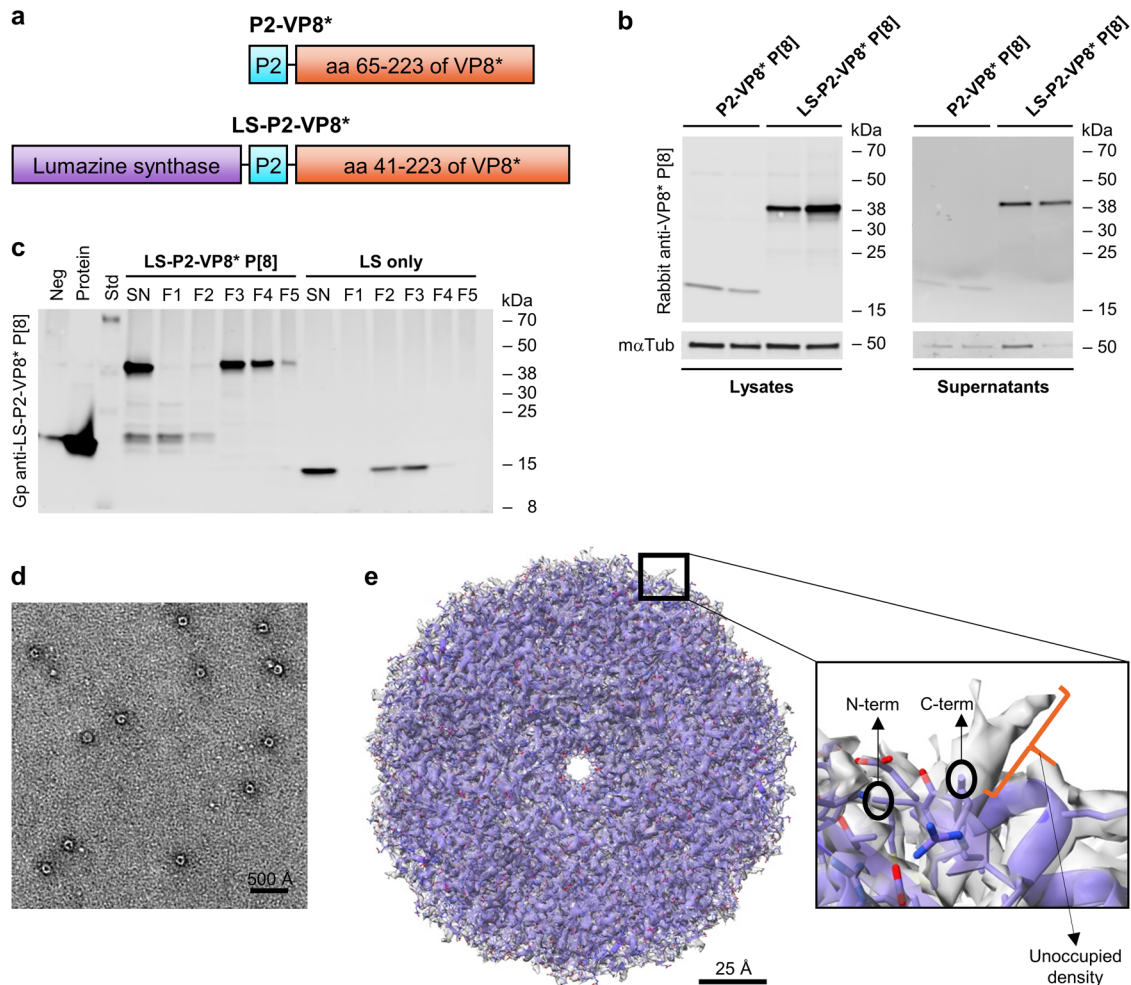 a
P2-VP8*
P2
aa 65-223 of VP8*
LS-P2-VP8*
Lumazine synthase
P2
aa 41-223 of VP8*
b
P2-VP8* P[8]
LS-P2-VP8* P[8]
P2-VP8* P[8]
LS-P2-VP8* P[8]
Rabbit anti-VP8* P[8]
kDa
– 70
– 50
– 38
– 30
– 25
– 15
kDa
– 70
– 50
– 38
– 30
– 25
– 15
mαTub
– 50
– 50
Lysates
Supernatants
c
Neg
Protein
Std
LS-P2-VP8* P[8]
LS only
SN F1 F2 F3 F4 F5
SN F1 F2 F3 F4 F5
Gp anti-LS-P2-VP8* P[8]
kDa
– 70
– 50
– 38
– 30
– 25
– 15
– 8
d
500 Å
e
25 Å
N-term
C-term
Unoccupied
density